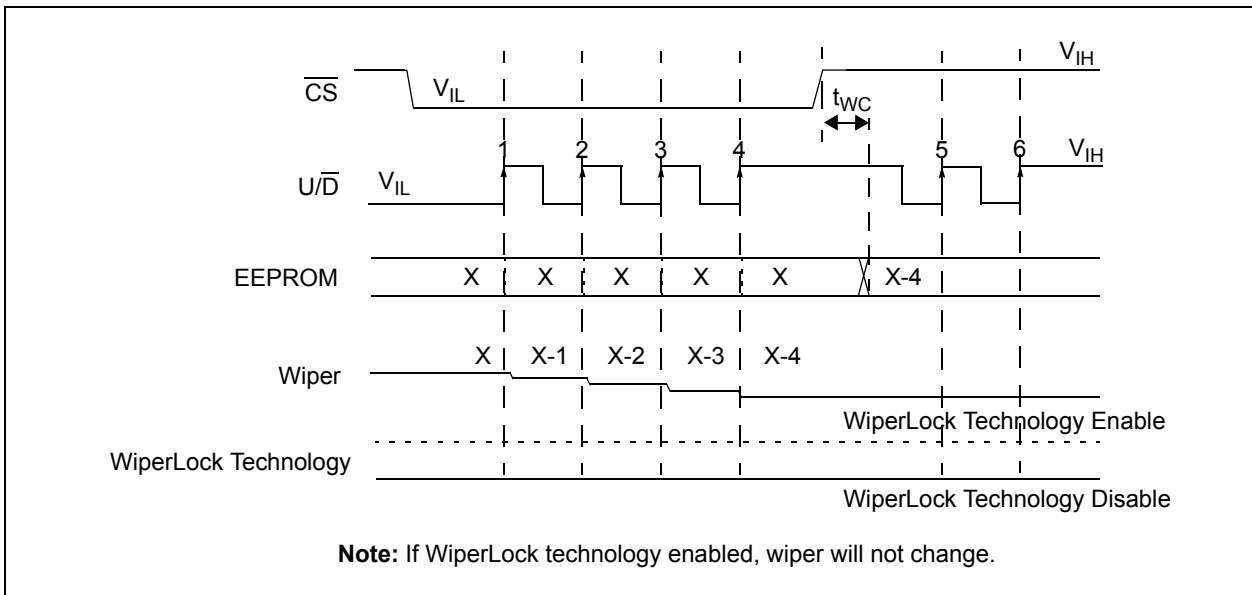 V_IH
C̅S̅
V_IL
t_WC
1 2 3 4 5 6
V_IH
U/D̅
V_IL
EEPROM
X X X X X X-4
X X-1 X-2 X-3 X-4
Wiper
WiperLock Technology Enable
WiperLock Technology
WiperLock Technology Disable
Note: If WiperLock technology enabled, wiper will not change.